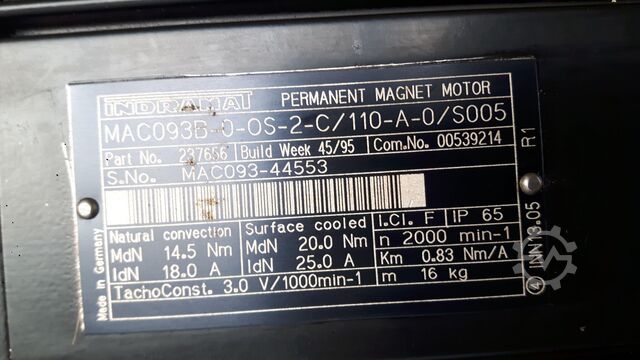 INDRAMAT PERMANENT MAGNET MOTOR
MAC093B-0-OS-2-C/110-A-0/S005
Part No. 237656 Build Week 45/95 Com.No. 00539214
S.No. MAC093-44553
Natural convection Surface cooled I.Cl. F IP 65
MdN 14.5 Nm MdN 20.0 Nm n 2000 min-1
IdN 18.0 A IdN 25.0 A Km 0.83 Nm/A
TachoConst. 3.0 V/1000min-1 m 16 kg
Made in Germany
R1
INN 13.05